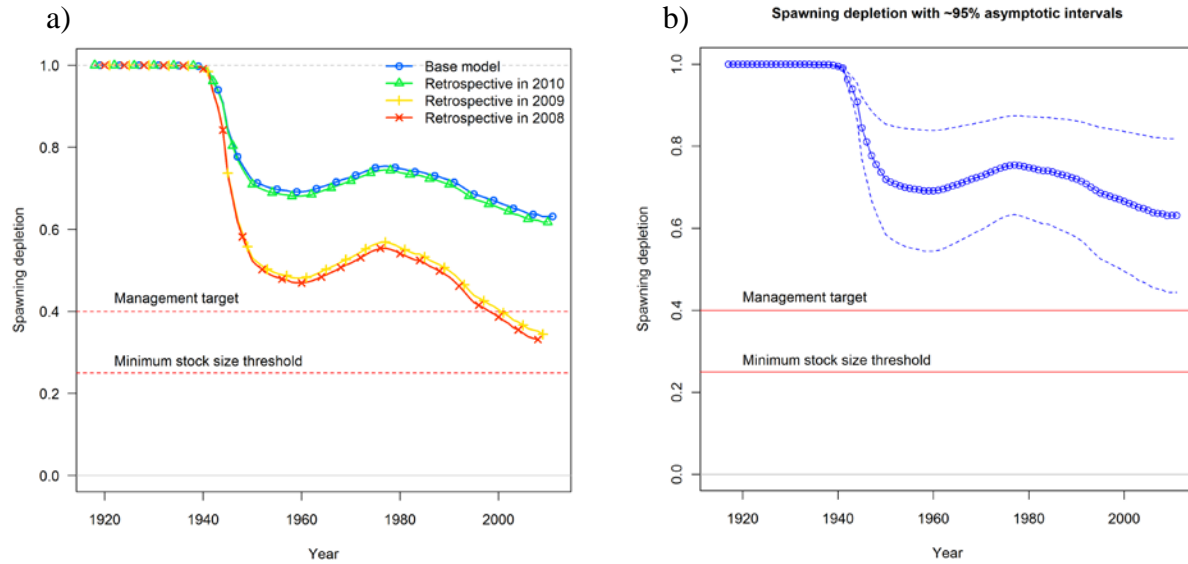 a)
1.0
0.8
0.6
0.4
0.2
0.0
Spawning depletion
Base model
Retrospective in 2010
Retrospective in 2009
Retrospective in 2008
Management target
Minimum stock size threshold
1920 1940 1960 1980 2000
Year
b)
Spawning depletion with ~95% asymptotic intervals
1.0
0.8
0.6
0.4
0.2
0.0
Spawning depletion
Management target
Minimum stock size threshold
1920 1940 1960 1980 2000
Year